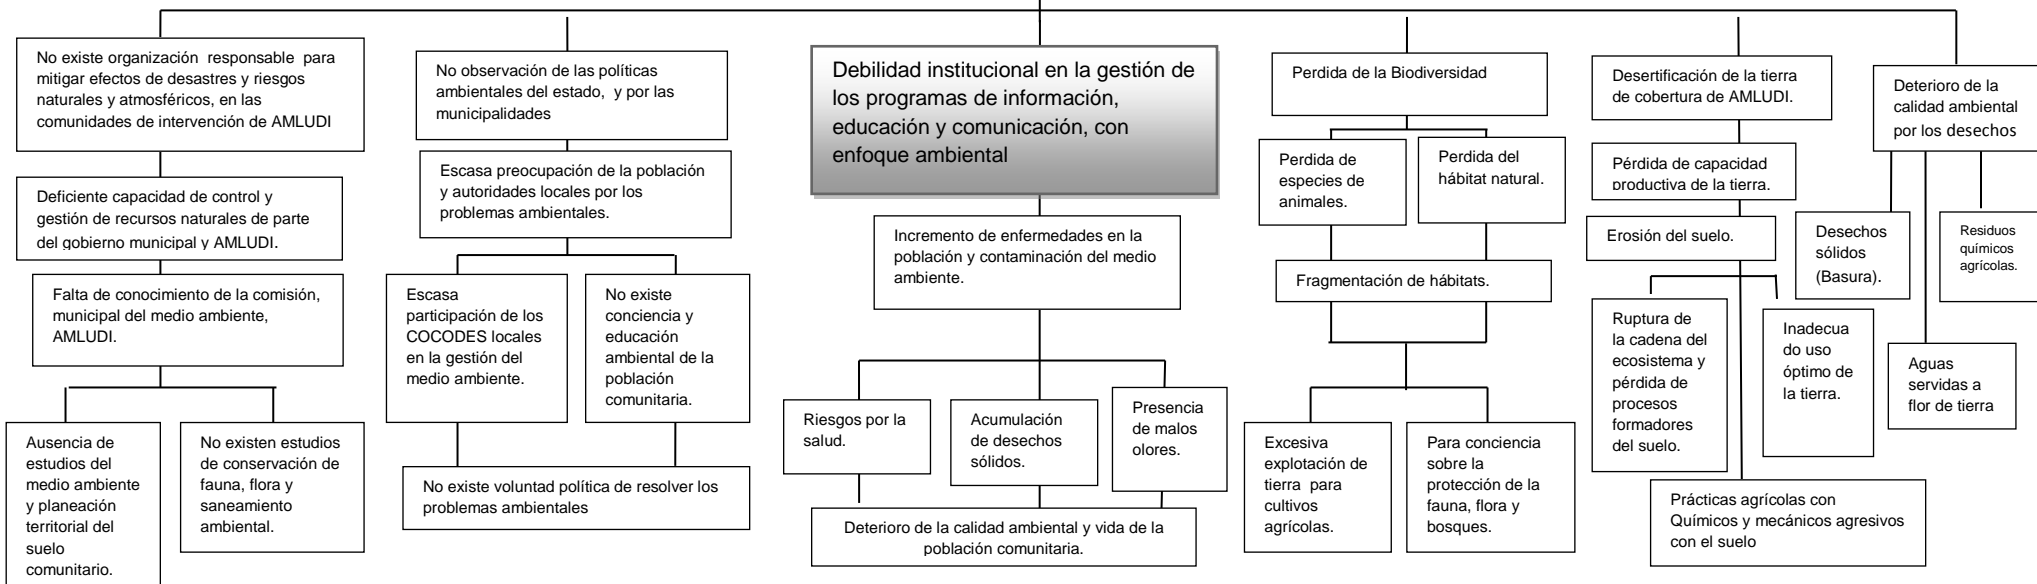 No existe organización responsable para
mitigar efectos de desastres y riesgos
naturales y atmosféricos, en las
comunidades de intervención de AMLUDI
Deficiente capacidad de control y
gestión de recursos naturales de parte
del gobierno municipal y AMLUDI.
Falta de conocimiento de la comisión,
municipal del medio ambiente,
AMLUDI.
Ausencia de
estudios del
medio ambiente
y planeación
territorial del
suelo
comunitario.
No existen estudios
de conservación de
fauna, flora y
saneamiento
ambiental.
No observación de las políticas
ambientales del estado, y por las
municipalidades
Escasa preocupación de la población
y autoridades locales por los
problemas ambientales.
Escasa
participación de los
COCODES locales
en la gestión del
medio ambiente.
No existe
conciencia y
educación
ambiental de la
población
comunitaria.
No existe voluntad política de resolver los
problemas ambientales
Debilidad institucional en la gestión de
los programas de información,
educación y comunicación, con
enfoque ambiental
Incremento de enfermedades en la
población y contaminación del medio
ambiente.
Riesgos por la
salud.
Acumulación
de desechos
sólidos.
Presencia
de malos
olores.
Deterioro de la calidad ambiental y vida de la
población comunitaria.
Perdida de la Biodiversidad
Perdida de
especies de
animales.
Perdida del
hábitat natural.
Fragmentación de hábitats.
Excesiva
explotación de
tierra para
cultivos
agrícolas.
Para conciencia
sobre la
protección de la
fauna, flora y
bosques.
Desertificación de la tierra
de cobertura de AMLUDI.
Pérdida de capacidad
productiva de la tierra.
Erosión del suelo.
Ruptura de
la cadena del
ecosistema y
pérdida de
procesos
formadores
del suelo.
Inadecua
do uso
óptimo de
la tierra.
Prácticas agrícolas con
Químicos y mecánicos agresivos
con el suelo
Deterioro de la
calidad ambiental
por los desechos
Desechos
sólidos
(Basura).
Residuos
químicos
agrícolas.
Aguas
servidas a
flor de tierra